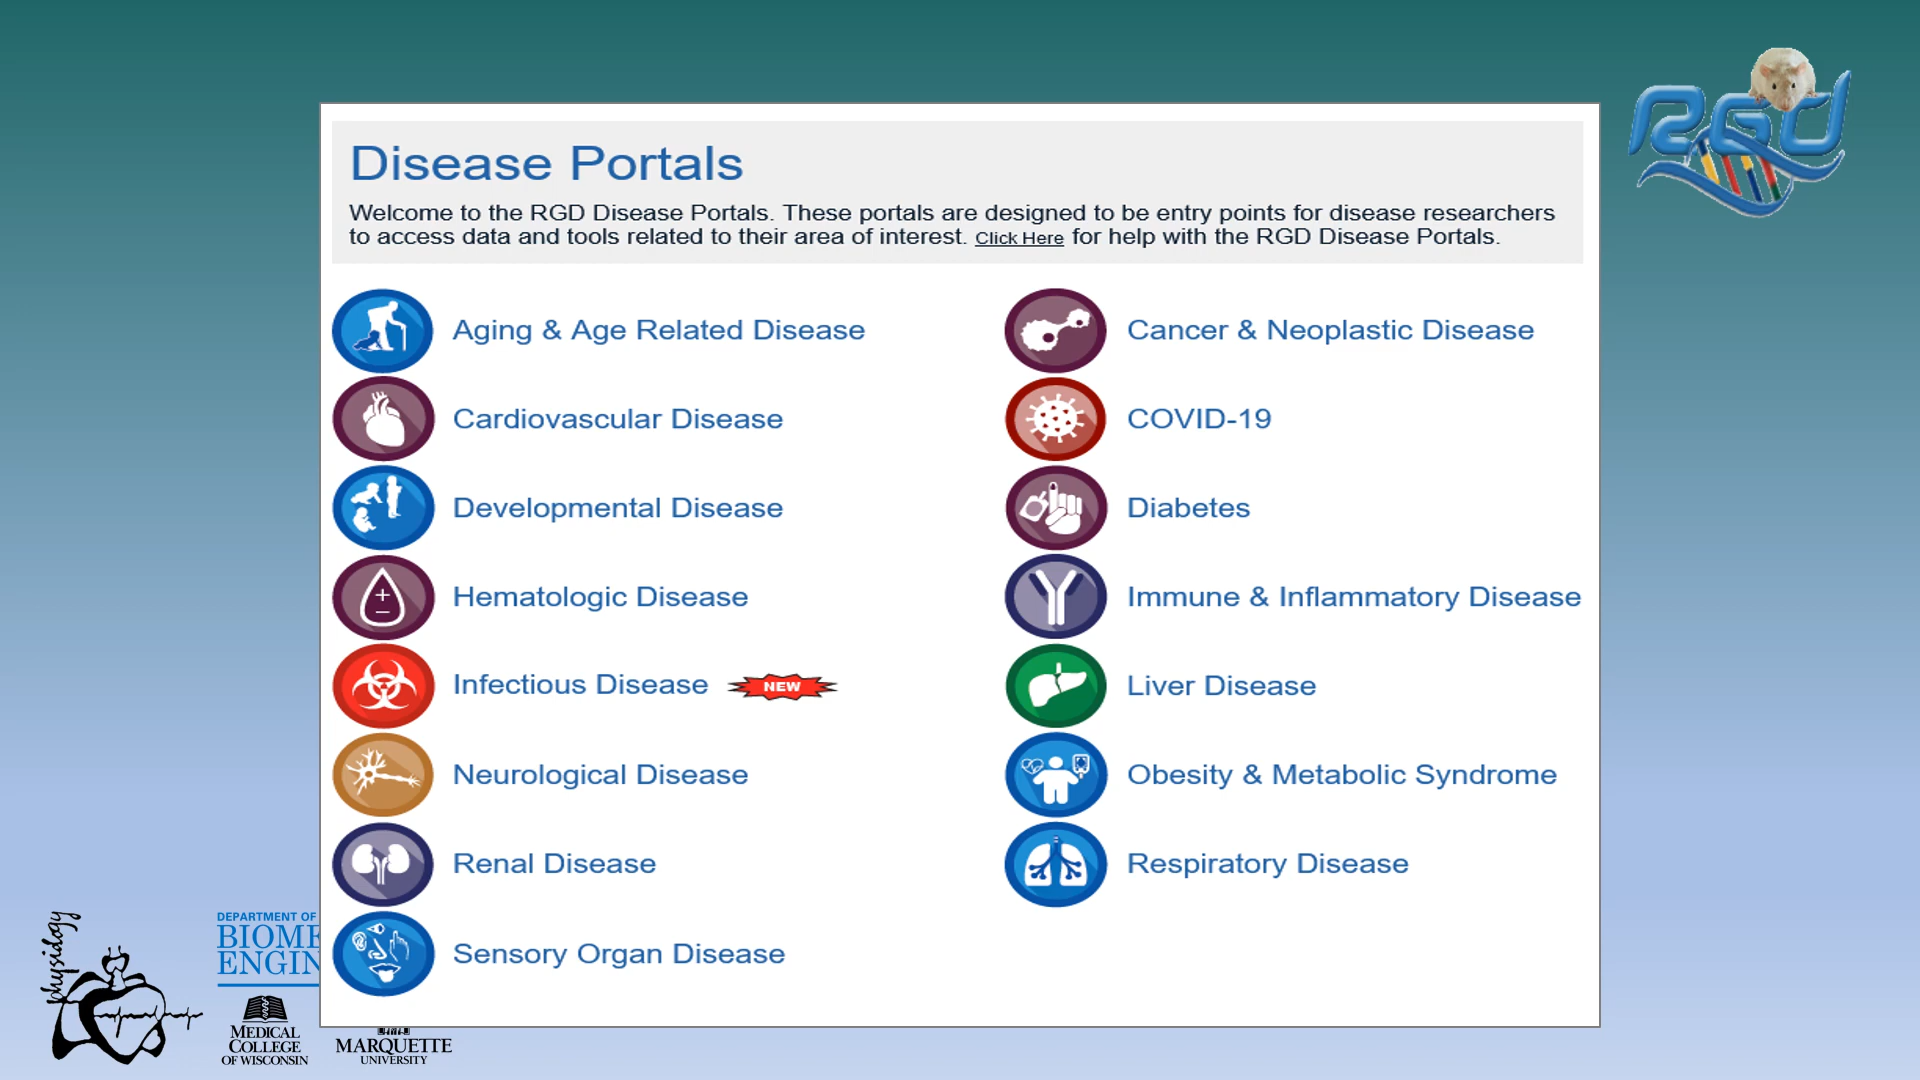 RGD
Disease Portals
Welcome to the RGD Disease Portals. These portals are designed to be entry points for disease researchers
to access data and tools related to their area of interest. Click Here for help with the RGD Disease Portals.
Aging & Age Related Disease
Cancer & Neoplastic Disease
Cardiovascular Disease
COVID-19
Developmental Disease
Diabetes
Hematologic Disease
Immune & Inflammatory Disease
Infectious Disease NEW
Liver Disease
Neurological Disease
Obesity & Metabolic Syndrome
Renal Disease
Respiratory Disease
Sensory Organ Disease
physiology
DEPARTMENT OF
BIOME
ENGIN
MEDICAL
COLLEGE
OF WISCONSIN
MARQUETTE
UNIVERSITY